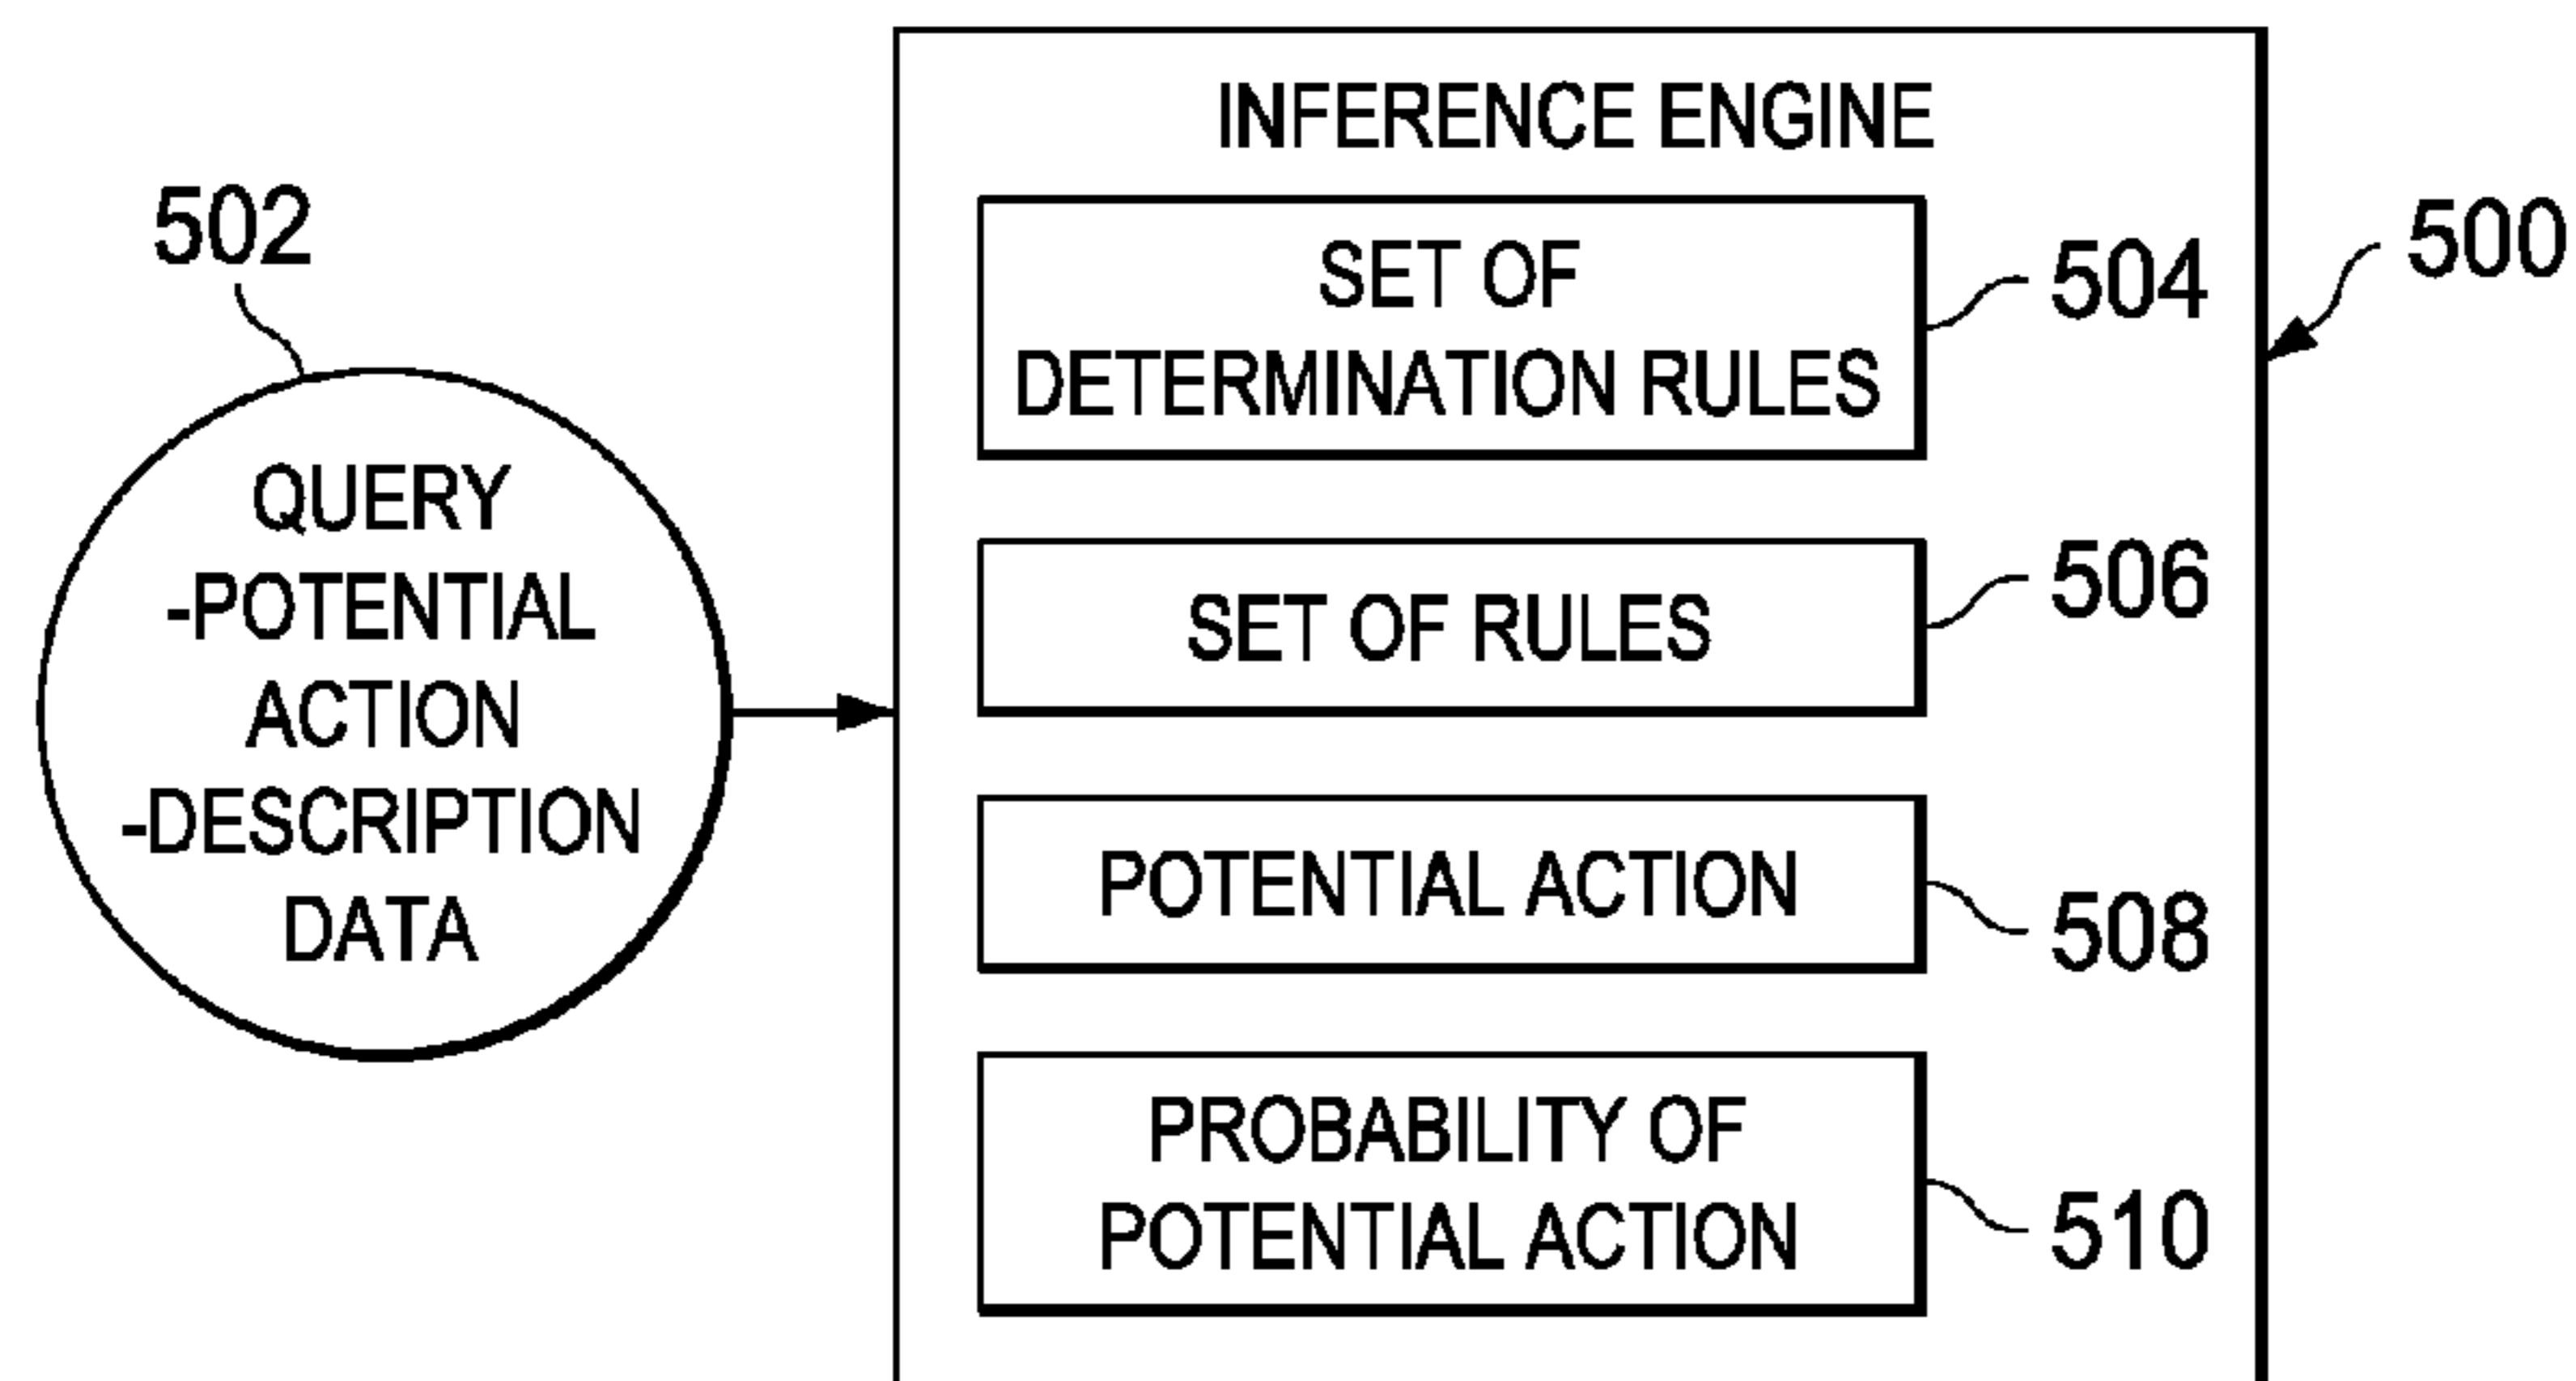 INFERENCE ENGINE
502
QUERY
-POTENTIAL
ACTION
-DESCRIPTION
DATA
SET OF
DETERMINATION RULES
504
500
SET OF RULES
506
POTENTIAL ACTION
508
PROBABILITY OF
POTENTIAL ACTION
510